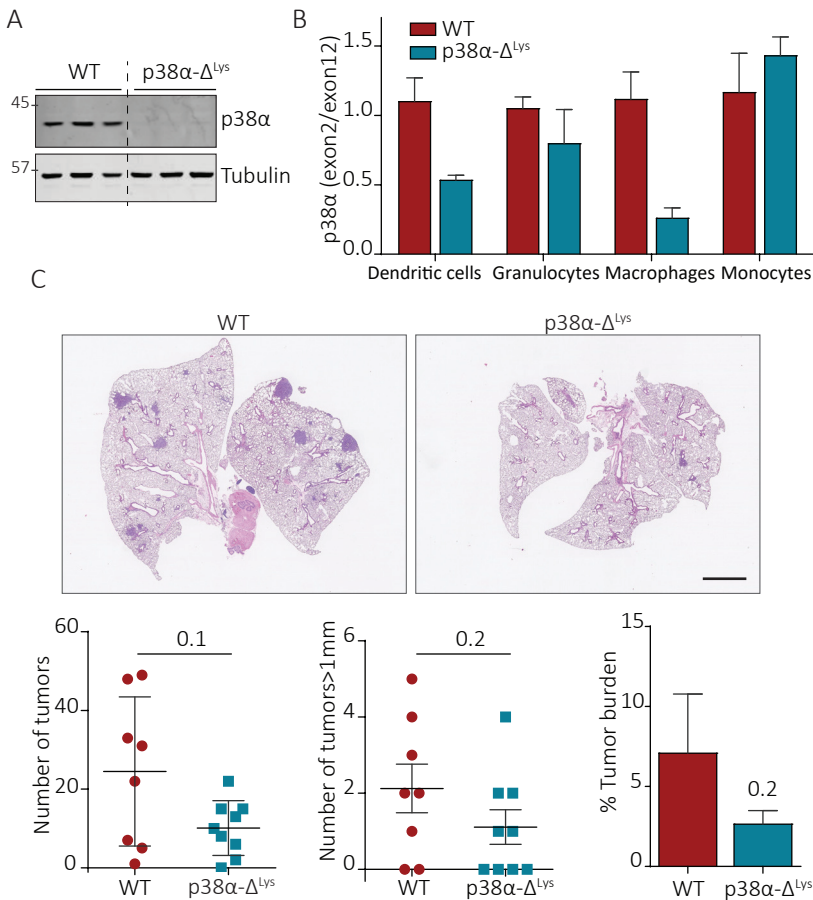 A
WT
p38α-Δ^Lys
45
p38α
57
Tubulin
B
WT
p38α-Δ^Lys
p38α (exon2/exon12)
1.5
1.0
0.5
0.0
Dendritic cells
Granulocytes
Macrophages
Monocytes
C
WT
p38α-Δ^Lys
Number of tumors
60
40
20
0
0.1
WT
p38α-Δ^Lys
Number of tumors>1mm
6
4
2
0
0.2
WT
p38α-Δ^Lys
% Tumor burden
15
10
5
0
0.2
WT
p38α-Δ^Lys